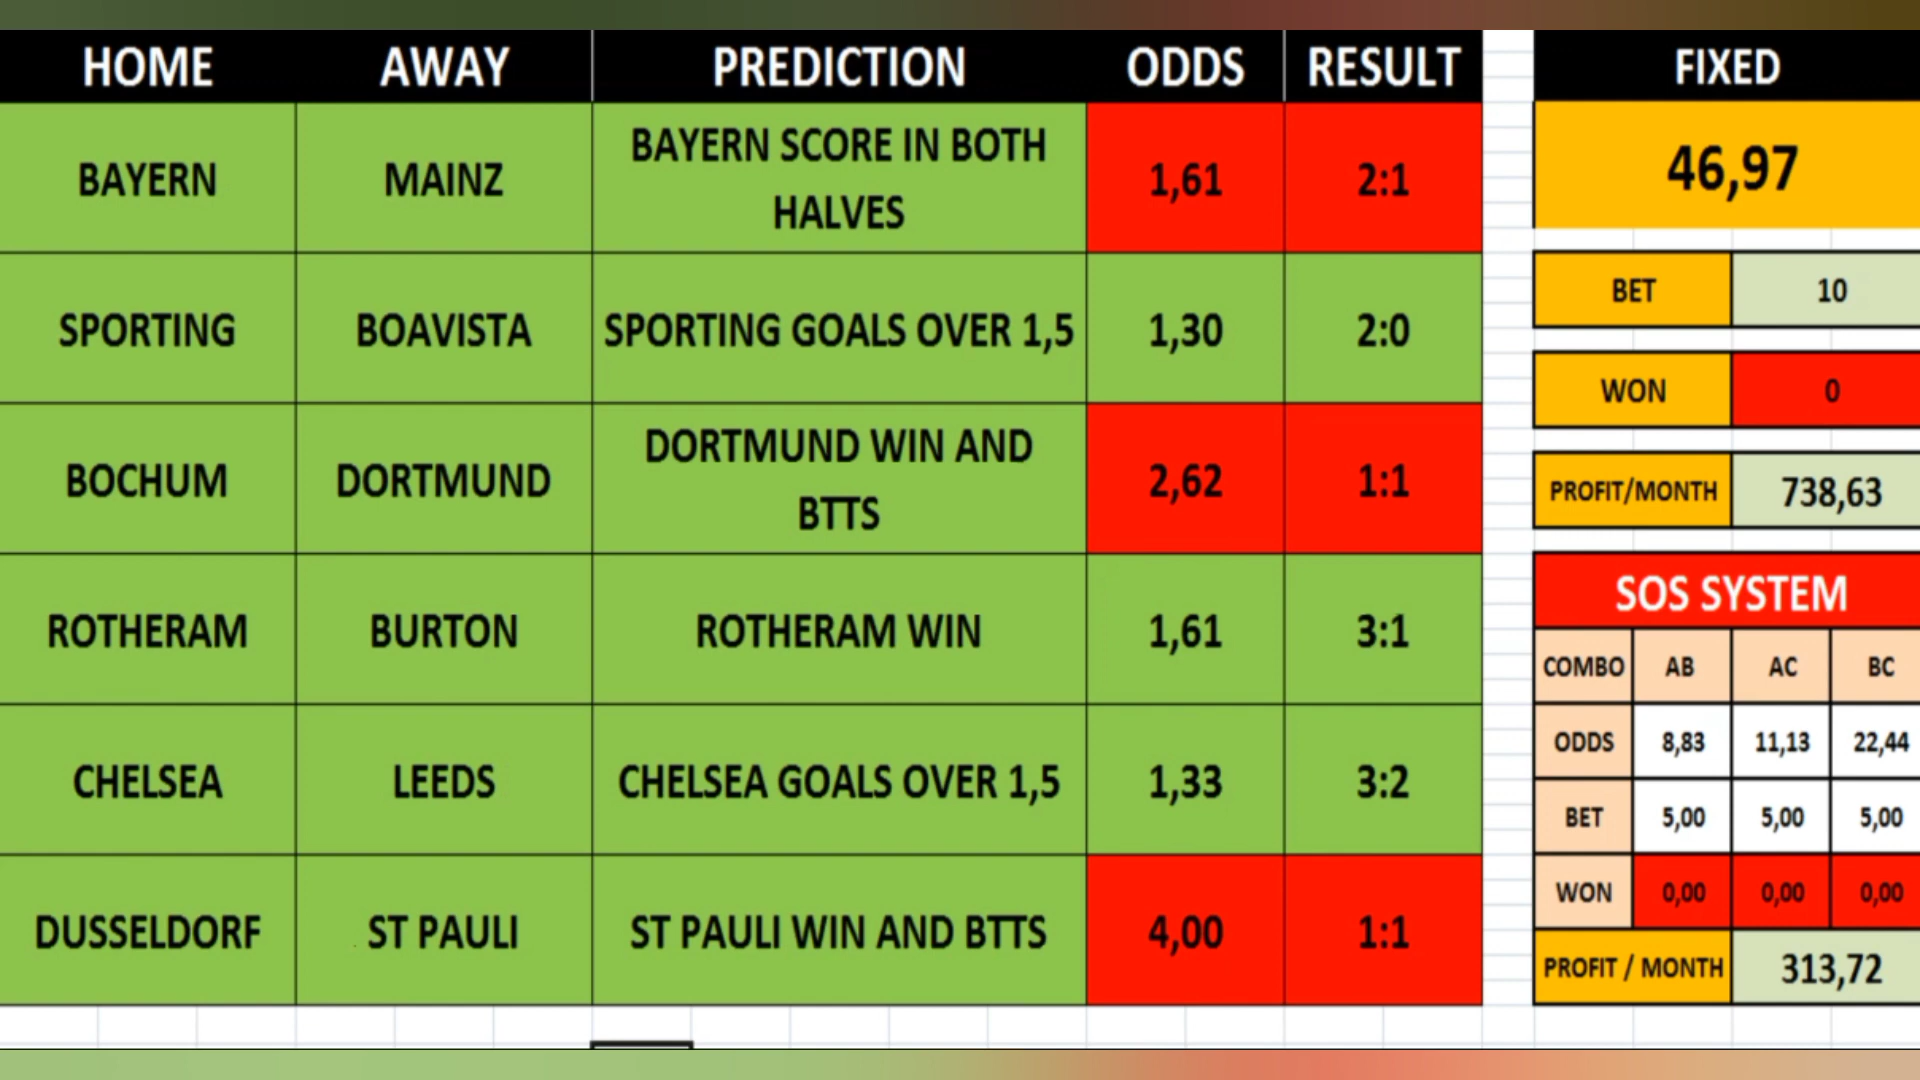 HOME AWAY PREDICTION ODDS RESULT
BAYERN MAINZ BAYERN SCORE IN BOTH
HALVES 1,61 2:1
SPORTING BOAVISTA SPORTING GOALS OVER 1,5 1,30 2:0
BOCHUM DORTMUND DORTMUND WIN AND
BTTS 2,62 1:1
ROTHERAM BURTON ROTHERAM WIN 1,61 3:1
CHELSEA LEEDS CHELSEA GOALS OVER 1,5 1,33 3:2
DUSSELDORF ST PAULI ST PAULI WIN AND BTTS 4,00 1:1
FIXED
46,97
BET 10
WON 0
PROFIT/MONTH 738,63
SOS SYSTEM
COMBO AB AC BC
ODDS 8,83 11,13 22,44
BET 5,00 5,00 5,00
WON 0,00 0,00 0,00
PROFIT / MONTH 313,72